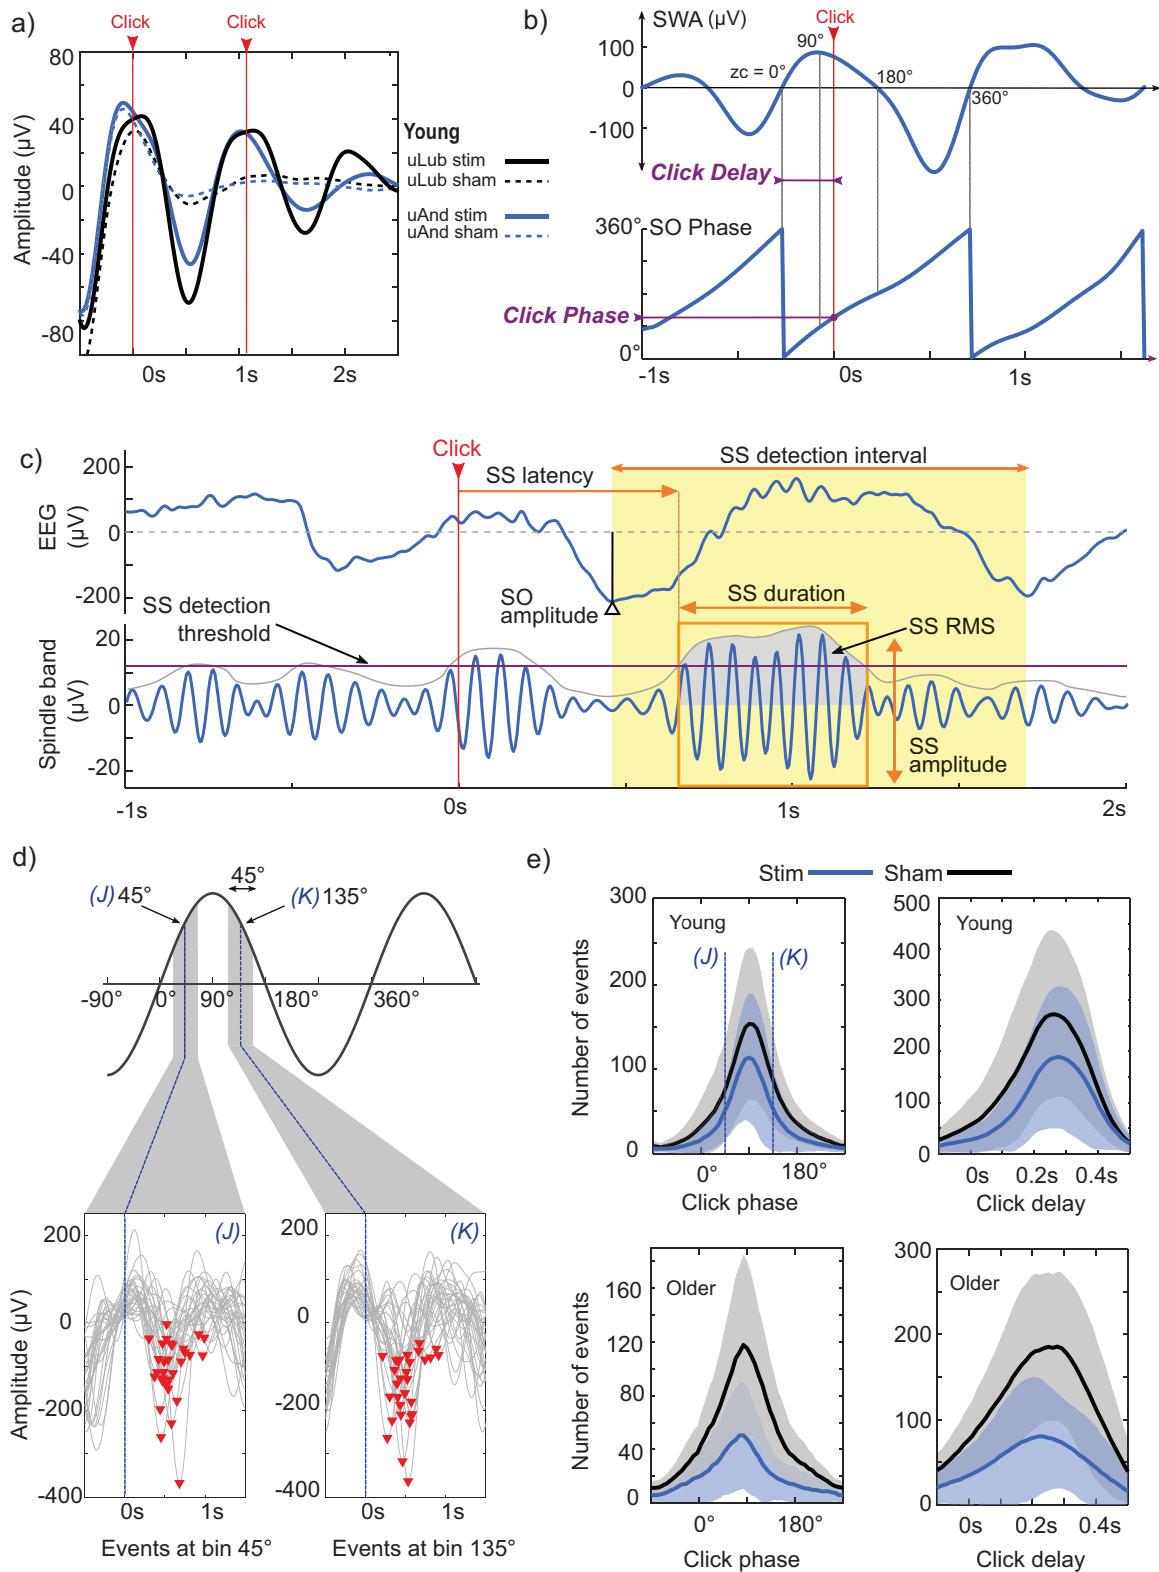 a)
Click
Click
80
40
0
-40
-80
Amplitude (µV)
0s
1s
2s
Young
uLub stim
uLub sham
uAnd stim
uAnd sham
b)
SWA (µV)
Click
100
0
-100
zc = 0°
90°
180°
360°
Click Delay
360°
SO Phase
Click Phase
0°
-1s
0s
1s
c)
Click
200
0
-200
EEG
(µV)
SS latency
SS detection interval
SO
amplitude
SS detection
threshold
SS duration
SS RMS
SS
amplitude
20
0
-20
Spindle band
(µV)
-1s
0s
1s
2s
d)
(J) 45°
45°
(K) 135°
-90°
0°
90°
180°
360°
(J)
200
0
-200
-400
Amplitude (µV)
0s
1s
Events at bin 45°
(K)
200
0
-200
-400
0s
1s
Events at bin 135°
e)
Stim
Sham
300
200
100
0
Number of events
Young
(J)
(K)
0°
180°
Click phase
500
400
300
200
100
0
Young
0s
0.2s
0.4s
Click delay
160
120
80
40
0
Number of events
Older
0°
180°
Click phase
300
200
100
0
Older
0s
0.2s
0.4s
Click delay